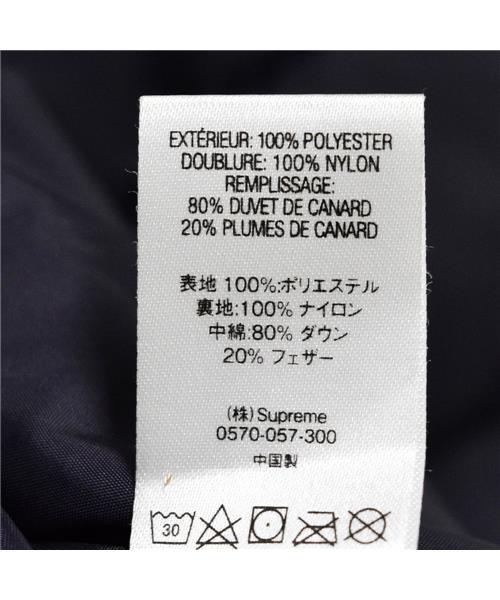 EXTÉRIEUR: 100% POLYESTER
DOUBLURE: 100% NYLON
REMPLISSAGE:
80% DUVET DE CANARD
20% PLUMES DE CANARD
表地 100%:ポリエステル
裏地:100% ナイロン
中綿:80% ダウン
20% フェザー
(株) Supreme
0570-057-300
中国製
30